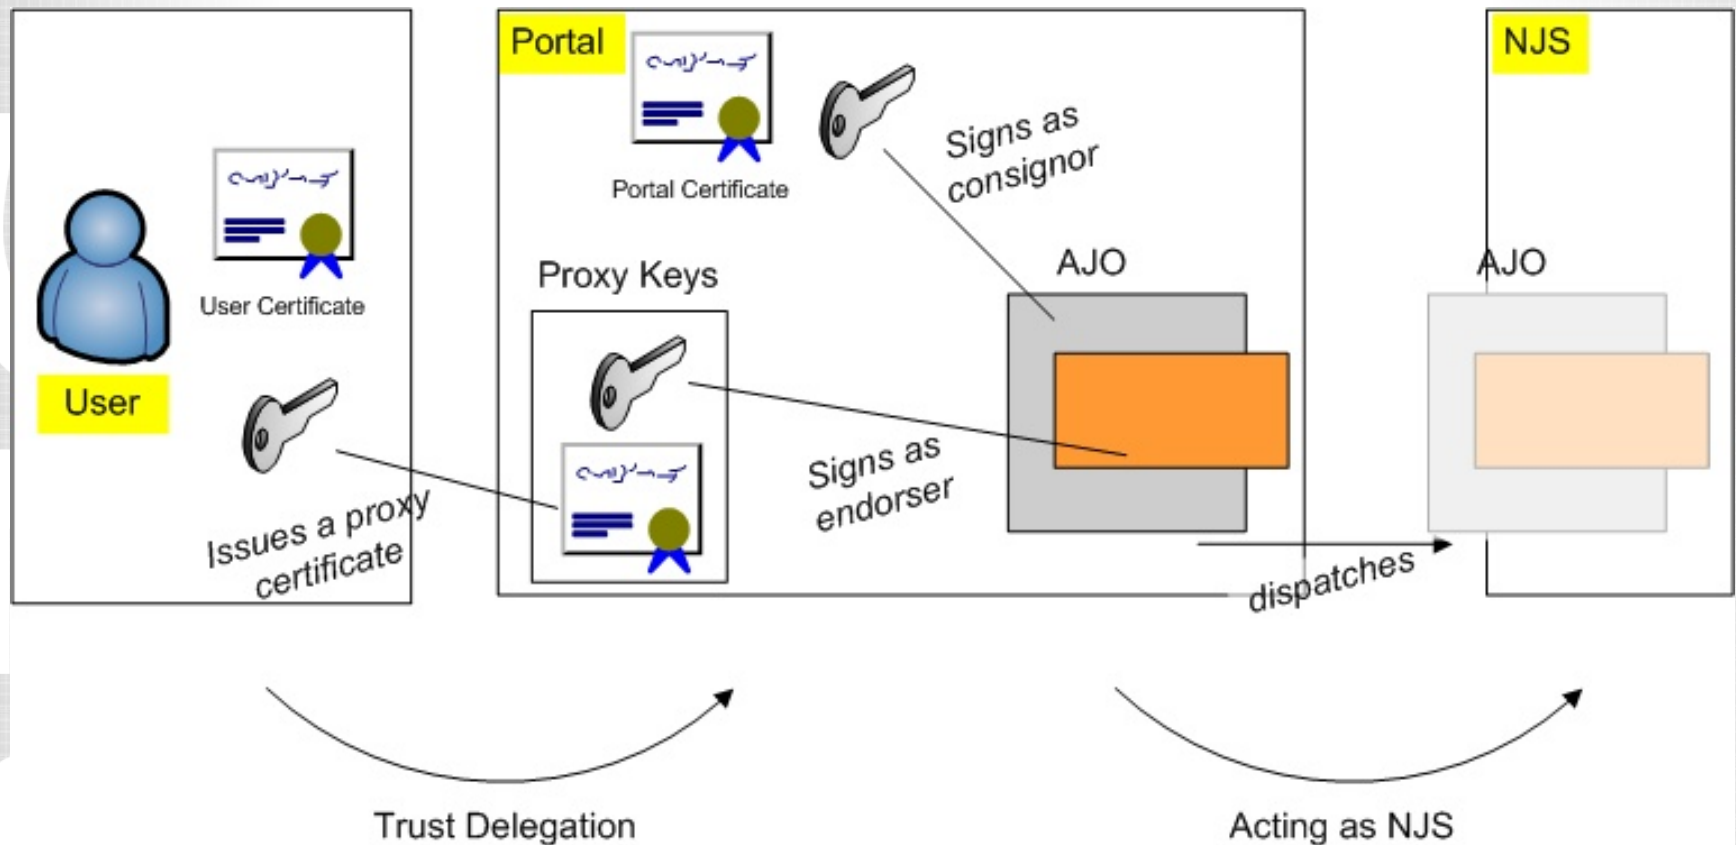 Portal
NJS
Signs as
consignor
Portal Certificate
Proxy Keys
AJO
AJO
User Certificate
User
Signs as
endorser
Issues a proxy
certificate
dispatches
Trust Delegation
Acting as NJS